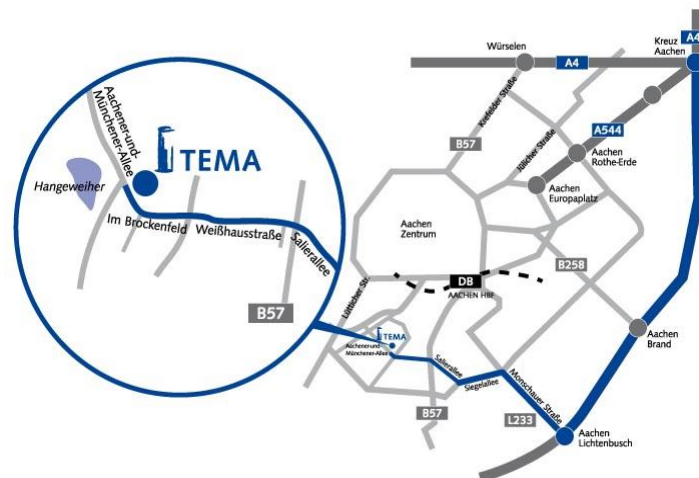 Aachener-und-
Münchener-Allee
TEMA
Hangeweiher
Im Brockenfeld
Weißhausstraße
Salierallee
B57
Würselen
A4
Kreuz
Aachen
A4
Krefelder Straße
Jülicher Straße
A544
B57
Aachen
Rothe-Erde
Aachen
Europaplatz
Aachen
Zentrum
B258
DB
AACHEN HBF
Lütticher Str.
TEMA
Aachener-und-
Münchener-Allee
Salierallee
Siegelallee
Monschauer Straße
Aachen
Brand
B57
L233
Aachen
Lichtenbusch